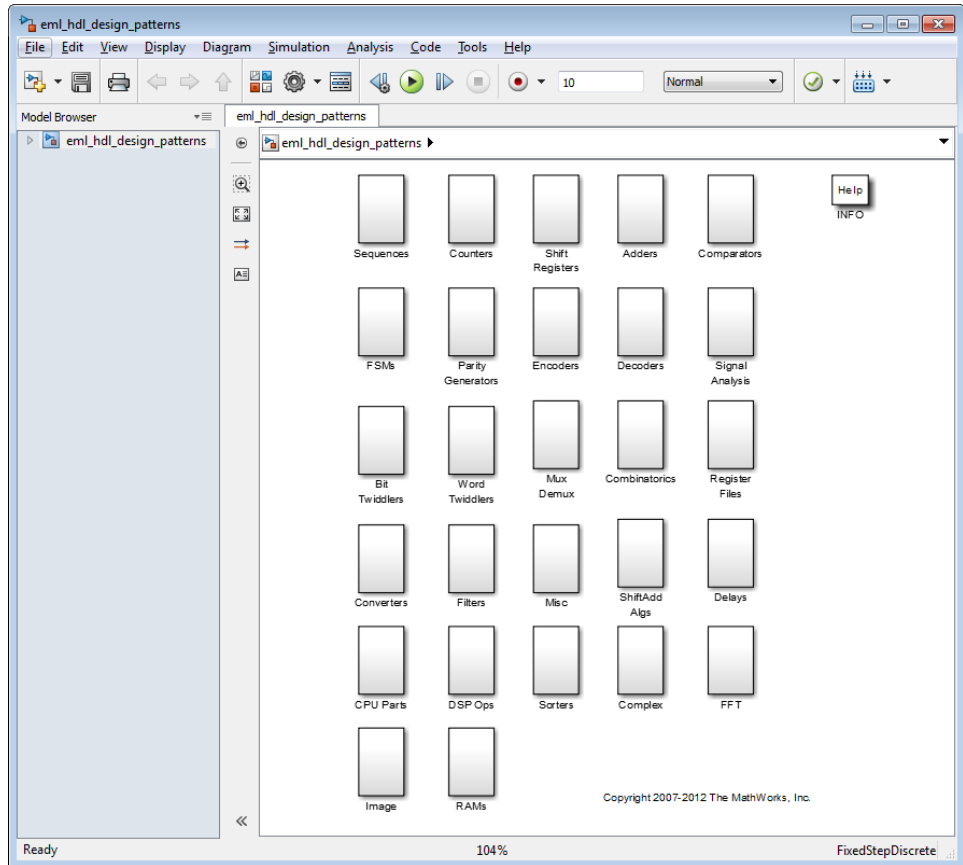 eml_hdl_design_patterns
File Edit View Display Diagram Simulation Analysis Code Tools Help
10 Normal
Model Browser
eml_hdl_design_patterns
eml_hdl_design_patterns
eml_hdl_design_patterns
Help
INFO
Sequences Counters Shift Registers Adders Comparators
FSMs Parity Generators Encoders Decoders Signal Analysis
Bit Twiddlers Word Twiddlers Mux Demux Combinatorics Register Files
Converters Filters Misc ShiftAdd Algs Delays
CPU Parts DSP Ops Sorters Complex FFT
Image RAMs
Copyright 2007-2012 The MathWorks, Inc.
Ready 104% FixedStepDiscrete